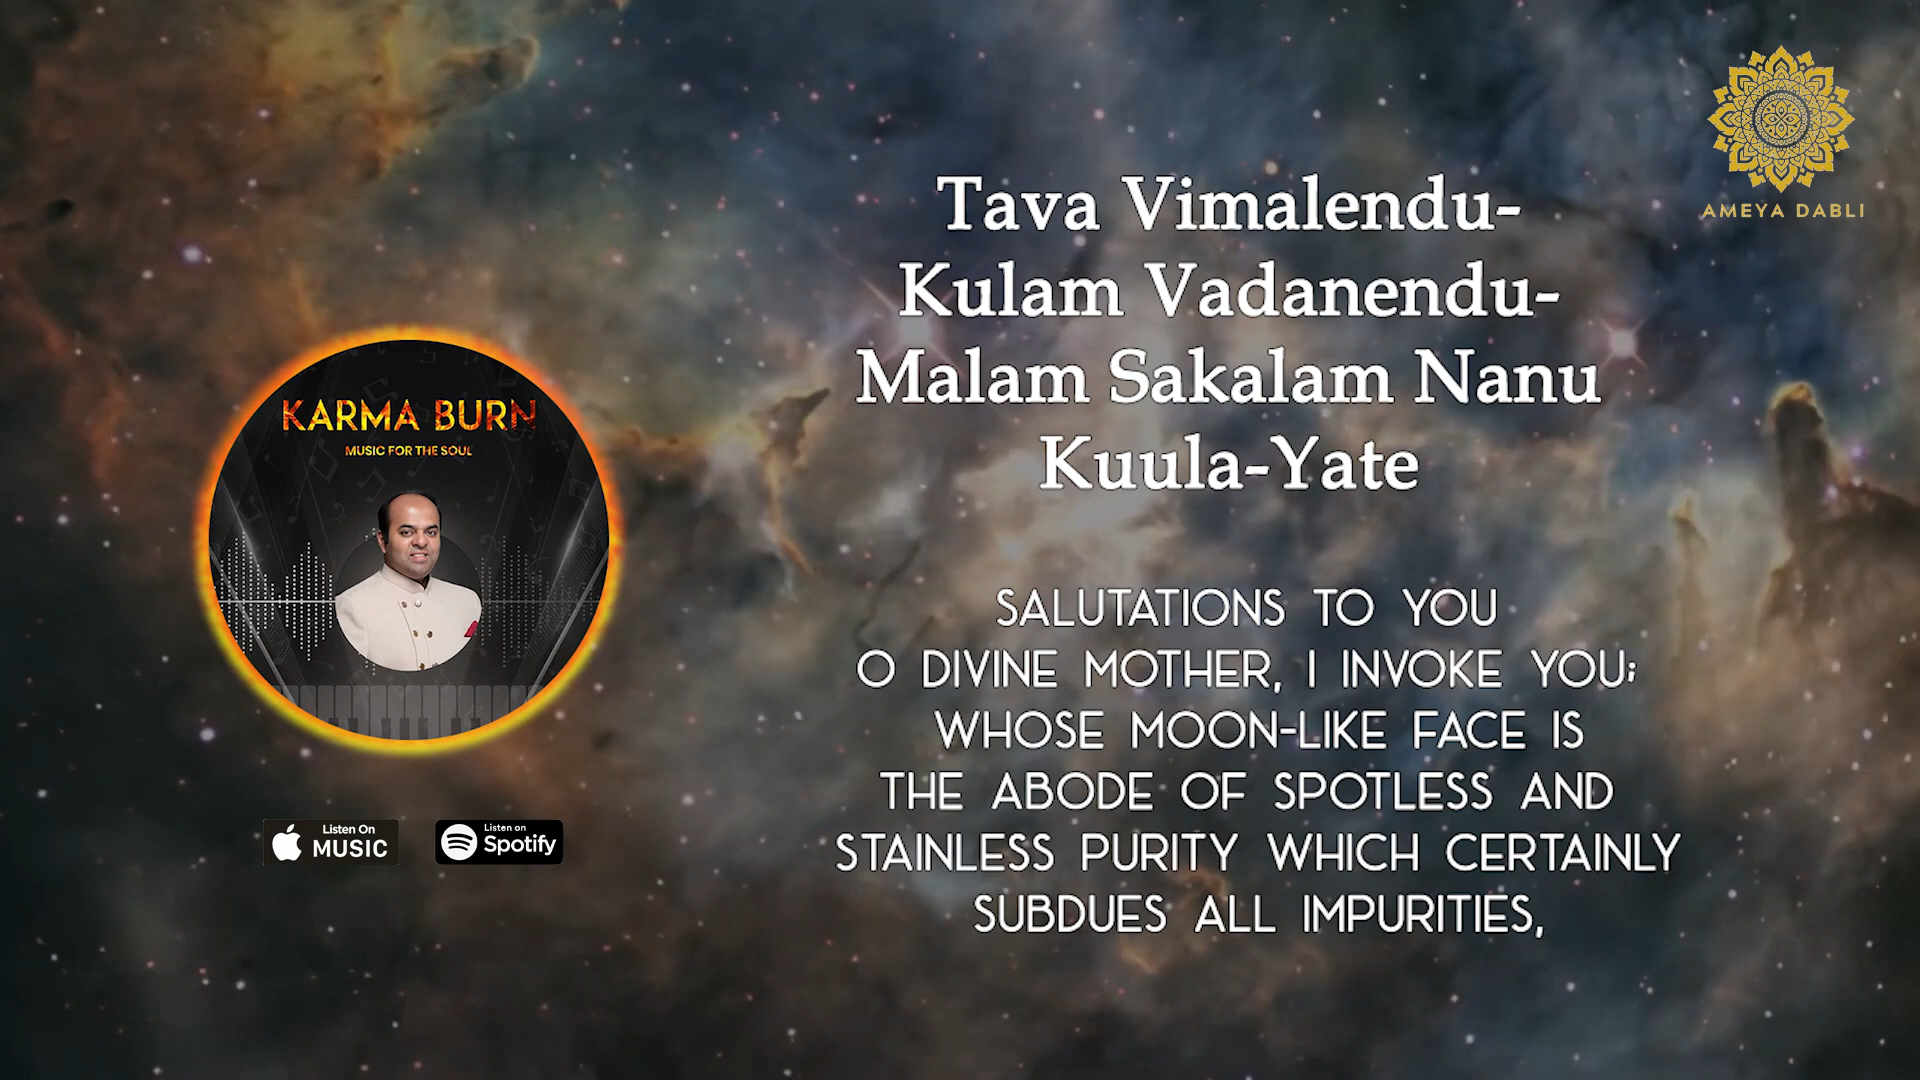 AMEYA DABLI
Tava Vimalendu-
Kulam Vadanendu-
Malam Sakalam Nanu
Kuula-Yate
KARMA BURN
MUSIC FOR THE SOUL
SALUTATIONS TO YOU
O DIVINE MOTHER, I INVOKE YOU;
WHOSE MOON-LIKE FACE IS
THE ABODE OF SPOTLESS AND
STAINLESS PURITY WHICH CERTAINLY
SUBDUES ALL IMPURITIES,
Listen On
MUSIC
Listen on
Spotify